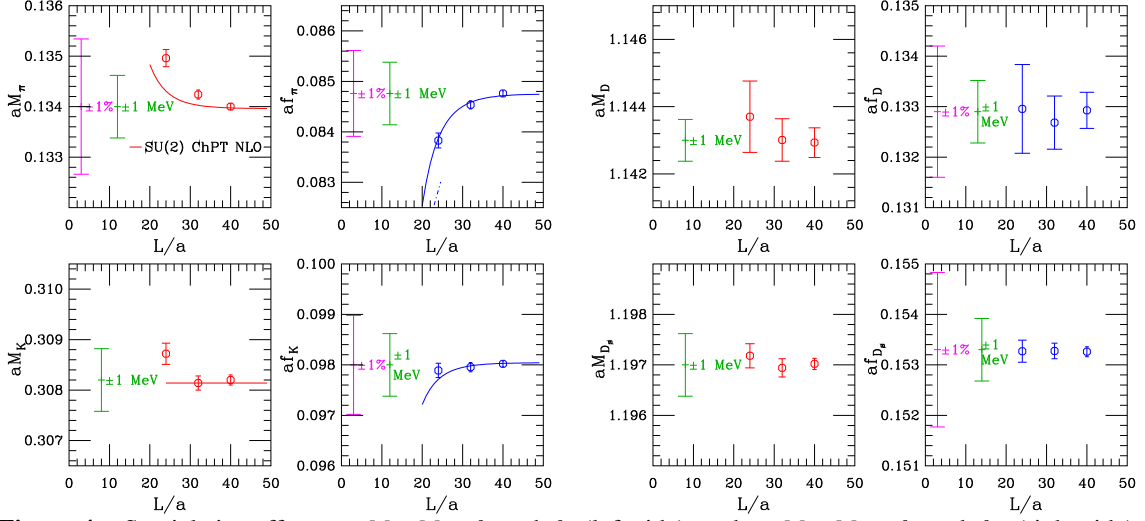 0.136
0.135
0.134
0.133
aMπ
±1%
±1 MeV
SU(2) ChPT NLO
0 10 20 30 40 50
L/a
0.086
0.085
0.084
0.083
afπ
±1%
±1 MeV
0 10 20 30 40 50
L/a
1.146
1.144
1.142
aM_D
±1 MeV
0 10 20 30 40 50
L/a
0.135
0.134
0.133
0.132
0.131
af_D
±1%
±1
MeV
0 10 20 30 40 50
L/a
0.310
0.309
0.308
0.307
aM_K
±1 MeV
0 10 20 30 40 50
L/a
0.100
0.099
0.098
0.097
0.096
af_K
±1%
±1
MeV
0 10 20 30 40 50
L/a
1.198
1.197
1.196
aM_Ds
±1 MeV
0 10 20 30 40 50
L/a
0.155
0.154
0.153
0.152
0.151
af_Ds
±1%
±1
MeV
0 10 20 30 40 50
L/a